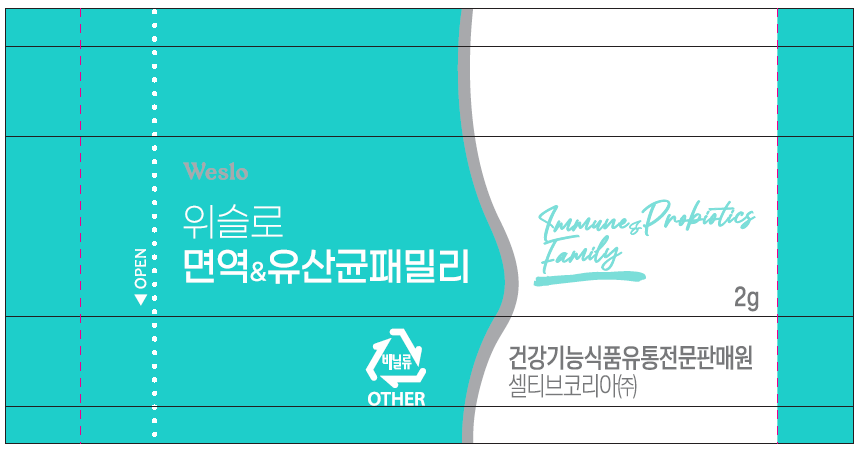 Weslo
위슬로
면역&유산균패밀리
◀ OPEN
Immune & Probiotics
Family
2g
비닐류
OTHER
건강기능식품유통전문판매원
셀티브코리아㈜